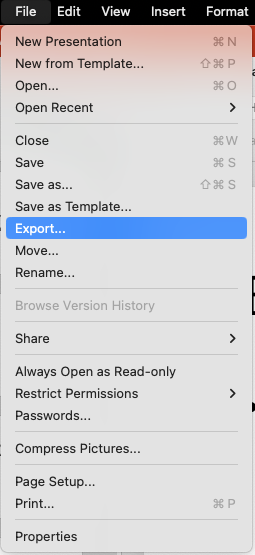 File Edit View Insert Format
New Presentation ⌘ N
New from Template... ⇧ ⌘ P
Open... ⌘ O
Open Recent >
Close ⌘ W
Save ⌘ S
Save as... ⇧ ⌘ S
Save as Template...
Export...
Move...
Rename...
Browse Version History
Share >
Always Open as Read-only
Restrict Permissions >
Passwords...
Compress Pictures...
Page Setup...
Print... ⌘ P
Properties